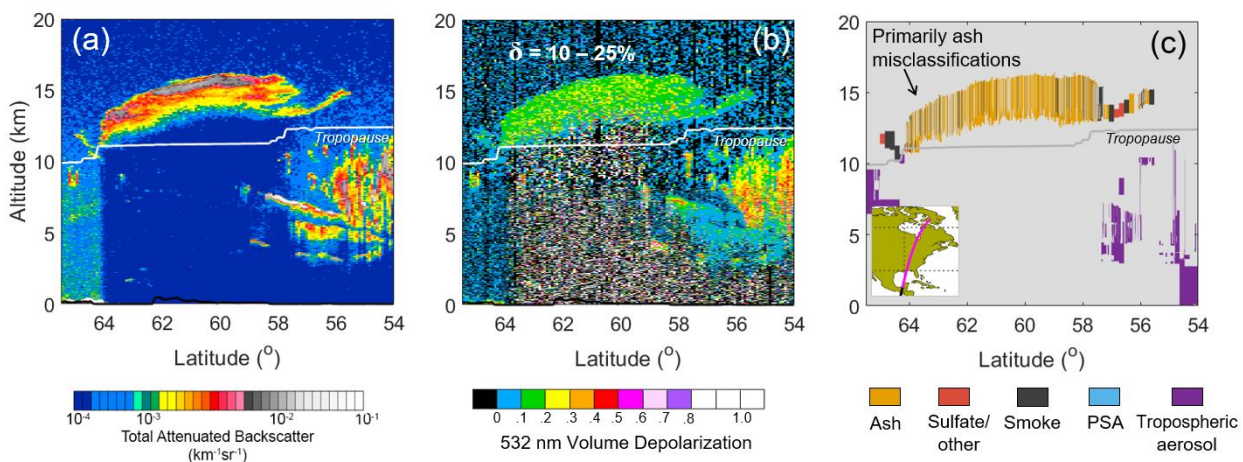 (a)
20
15
10
5
0
Altitude (km)
Tropopause
64
62
60
58
56
54
Latitude (o)
10-4
10-3
10-2
10-1
Total Attenuated Backscatter
(km-1sr-1)
(b)
δ = 10 – 25%
20
15
10
5
0
Tropopause
64
62
60
58
56
54
Latitude (o)
0 .1 .2 .3 .4 .5 .6 .7 .8 1.0
532 nm Volume Depolarization
(c)
Primarily ash
misclassifications
20
15
10
5
0
Tropopause
64
62
60
58
56
54
Latitude (o)
Ash
Sulfate/
other
Smoke
PSA
Tropospheric
aerosol